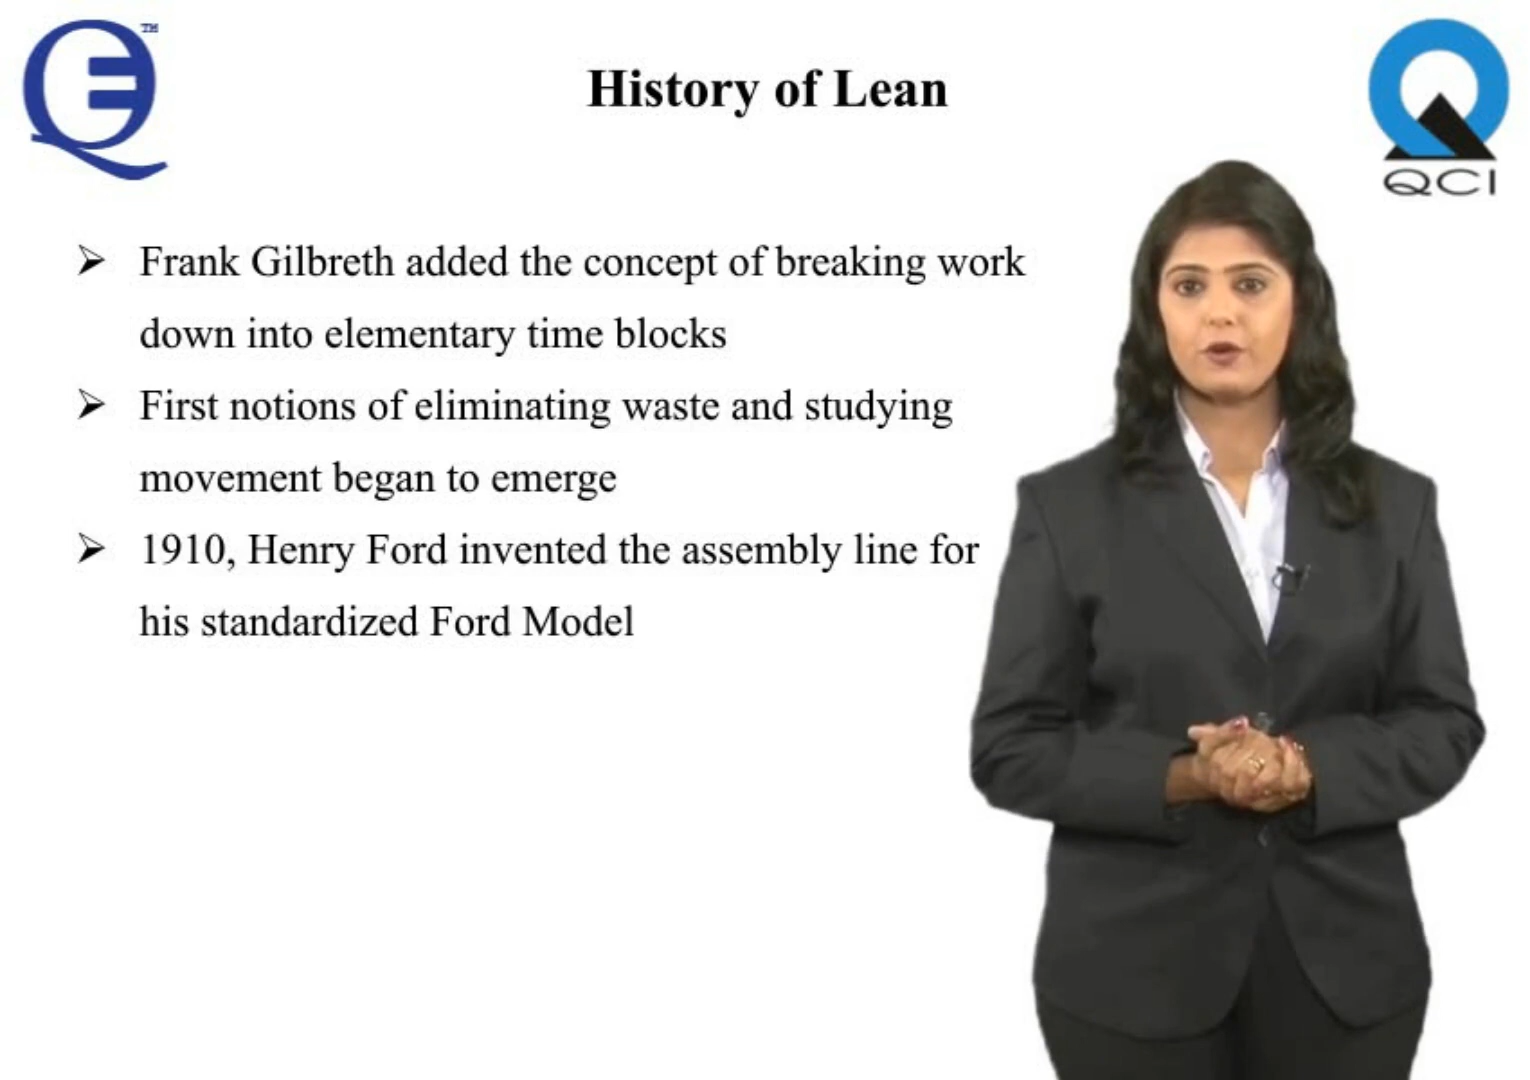 TM
E
History of Lean
QCI
➢ Frank Gilbreth added the concept of breaking work
down into elementary time blocks
➢ First notions of eliminating waste and studying
movement began to emerge
➢ 1910, Henry Ford invented the assembly line for
his standardized Ford Model